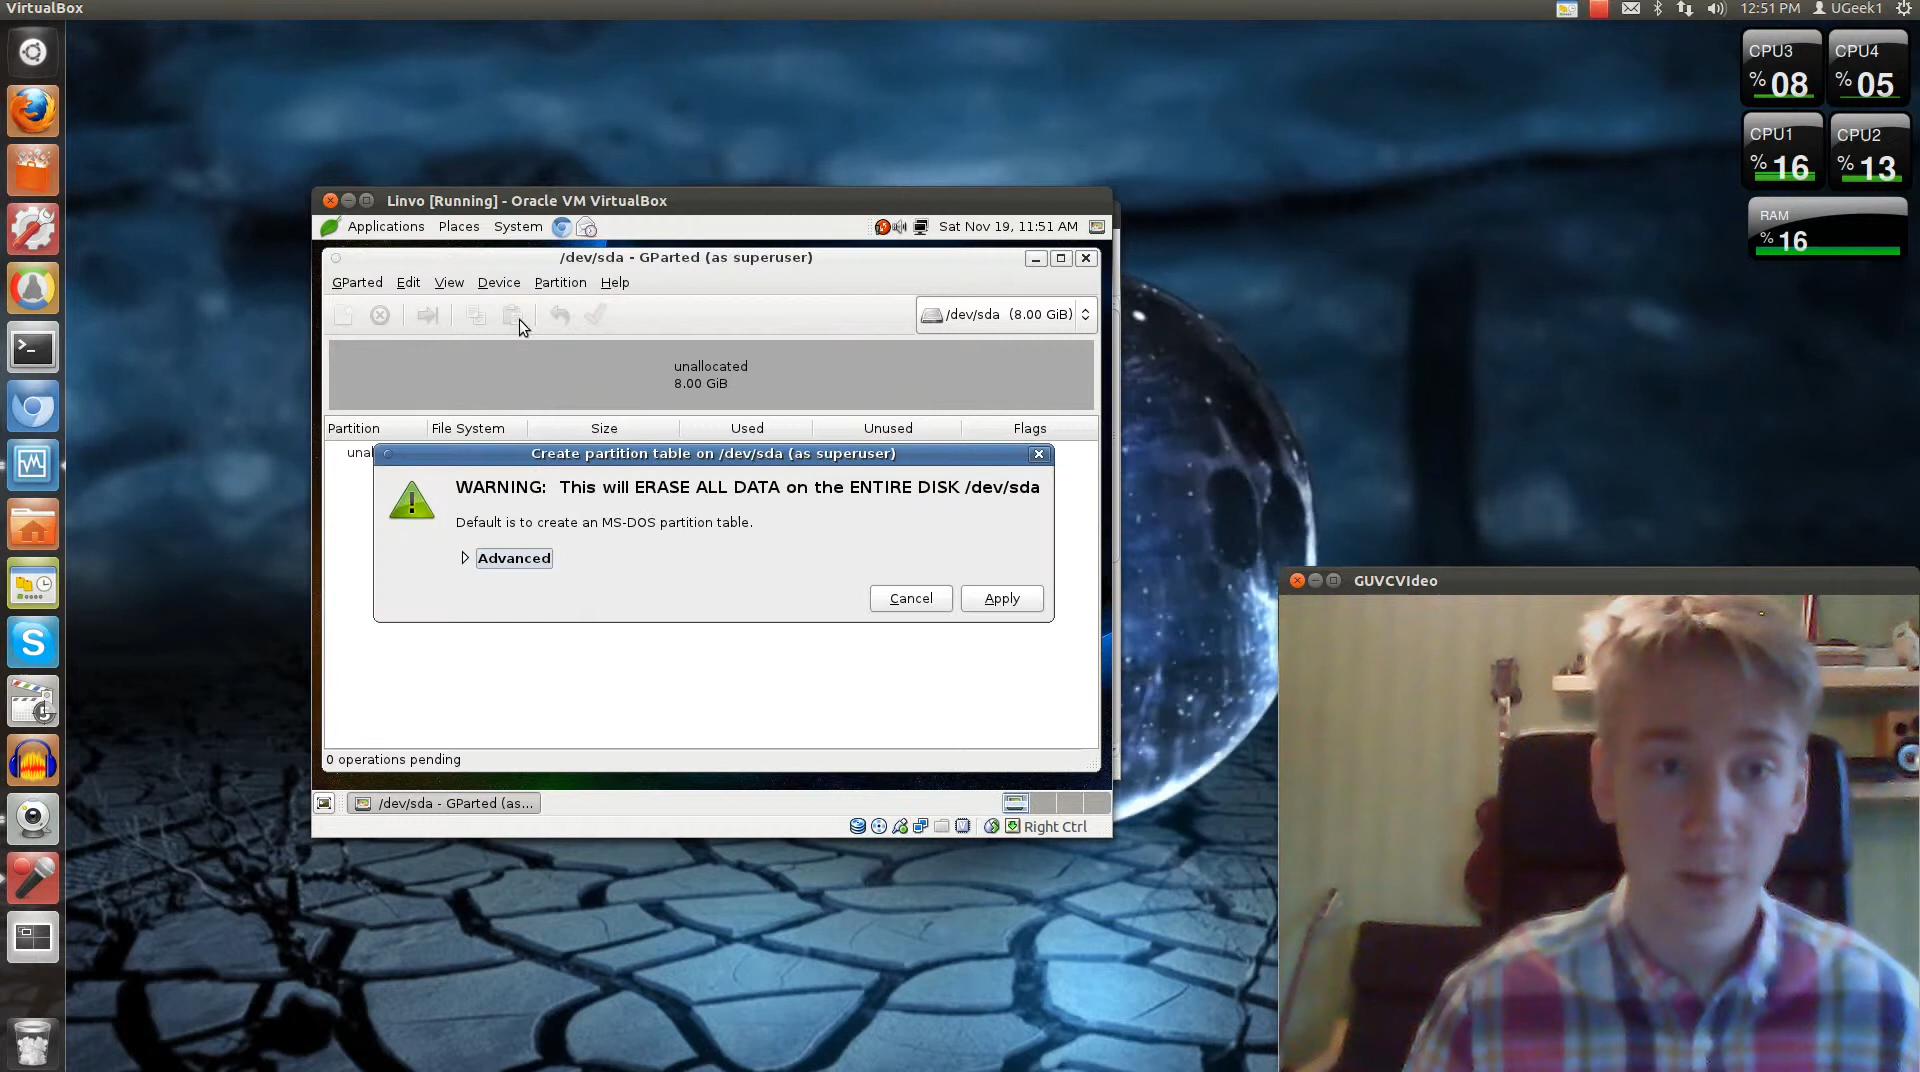 VirtualBox
12:51 PM
UGeek1
CPU3
% 08
CPU4
% 05
CPU1
% 16
CPU2
% 13
RAM
% 16
Linvo [Running] - Oracle VM VirtualBox
Applications Places System
Sat Nov 19, 11:51 AM
/dev/sda - GParted (as superuser)
GParted Edit View Device Partition Help
/dev/sda (8.00 GiB)
unallocated
8.00 GiB
Partition File System Size Used Unused Flags
Create partition table on /dev/sda (as superuser)
WARNING: This will ERASE ALL DATA on the ENTIRE DISK /dev/sda
Default is to create an MS-DOS partition table.
Advanced
Cancel Apply
0 operations pending
/dev/sda - GParted (as...
Right Ctrl
GUVCVIdeo